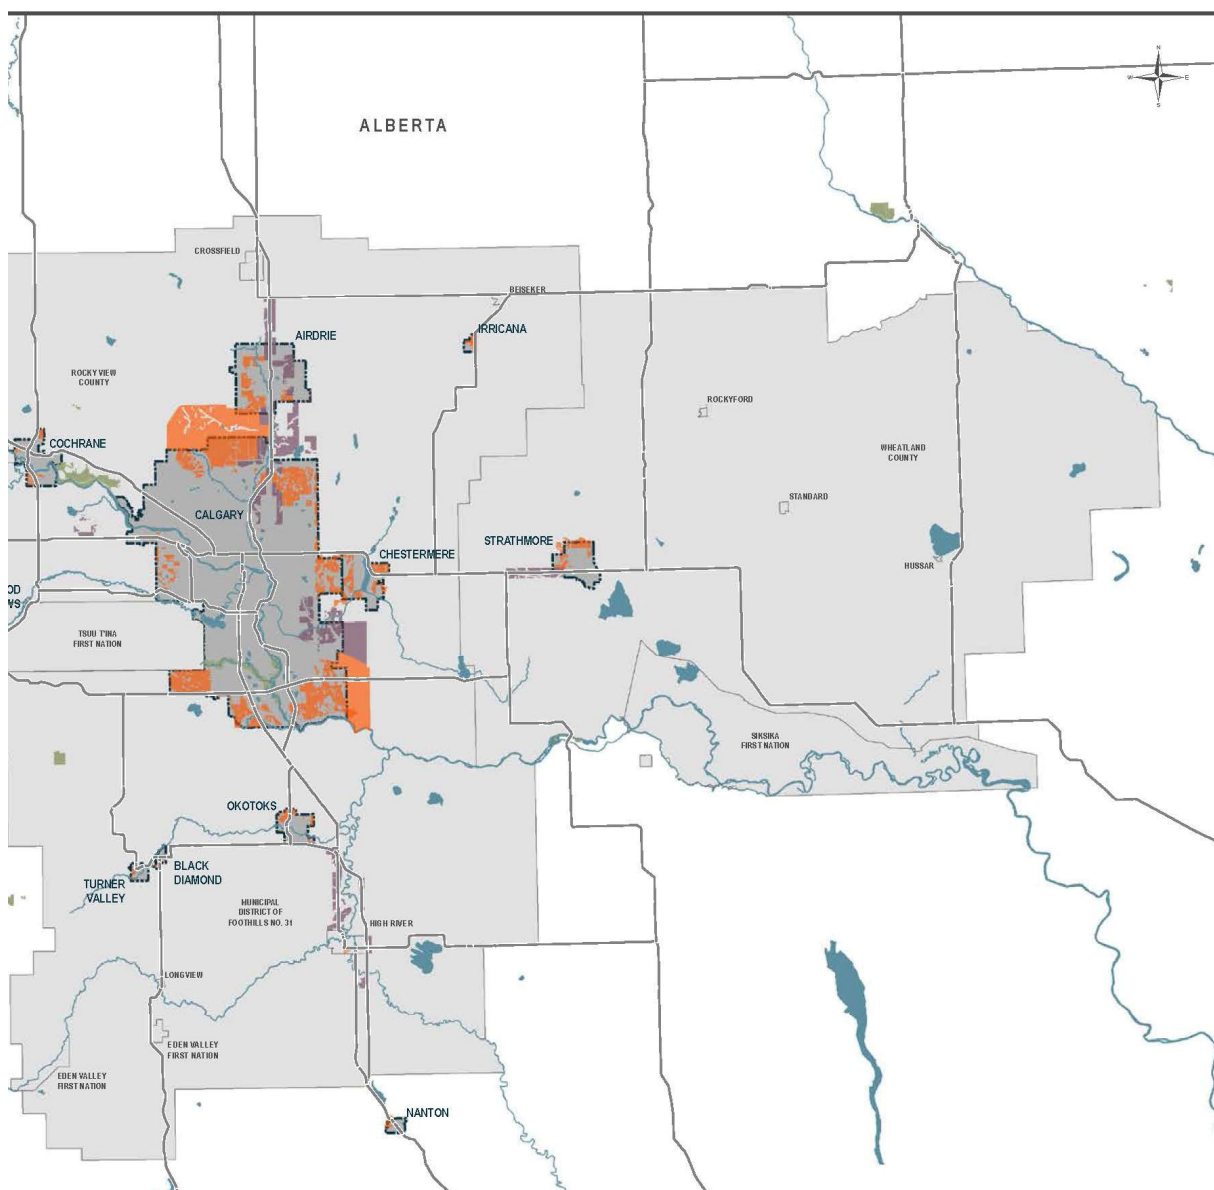 N
W E
S
ALBERTA
CROSSFIELD
BEISEKER
AIRDRIE
IRRICANA
ROCKY VIEW
COUNTY
ROCKYFORD
COCHRANE
WHEATLAND
COUNTY
STANDARD
CALGARY
STRATHMORE
CHESTERMERE
HUSSAR
OD
WS
TSUU T'INA
FIRST NATION
SIKSIKA
FIRST NATION
OKOTOKS
BLACK
DIAMOND
TURNER
VALLEY
MUNICIPAL
DISTRICT OF
FOOTHILLS NO. 31
HIGH RIVER
LONGVIEW
EDEN VALLEY
FIRST NATION
EDEN VALLEY
FIRST NATION
NANTON